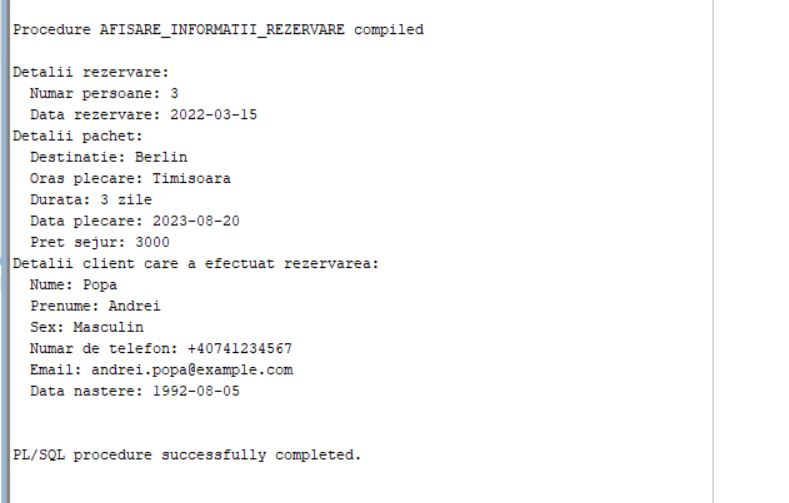 Procedure AFISARE_INFORMATII_REZERVARE compiled
Detalii rezervare:
Numar persoane: 3
Data rezervare: 2022-03-15
Detalii pachet:
Destinatie: Berlin
Oras plecare: Timisoara
Durata: 3 zile
Data plecare: 2023-08-20
Pret sejur: 3000
Detalii client care a efectuat rezervarea:
Nume: Popa
Prenume: Andrei
Sex: Masculin
Numar de telefon: +40741234567
Email: andrei.popa@example.com
Data nastere: 1992-08-05
PL/SQL procedure successfully completed.